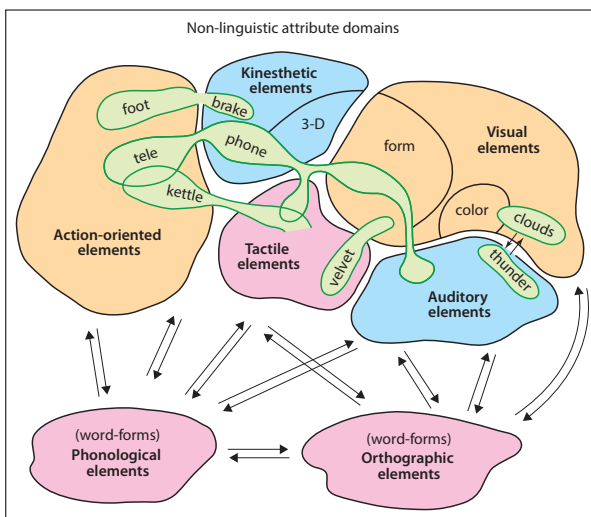 Non-linguistic attribute domains
Kinesthetic
elements
foot
brake
3-D
tele
phone
kettle
form
Visual
elements
color
clouds
Action-oriented
elements
Tactile
elements
velvet
thunder
Auditory
elements
(word-forms)
Phonological
elements
(word-forms)
Orthographic
elements